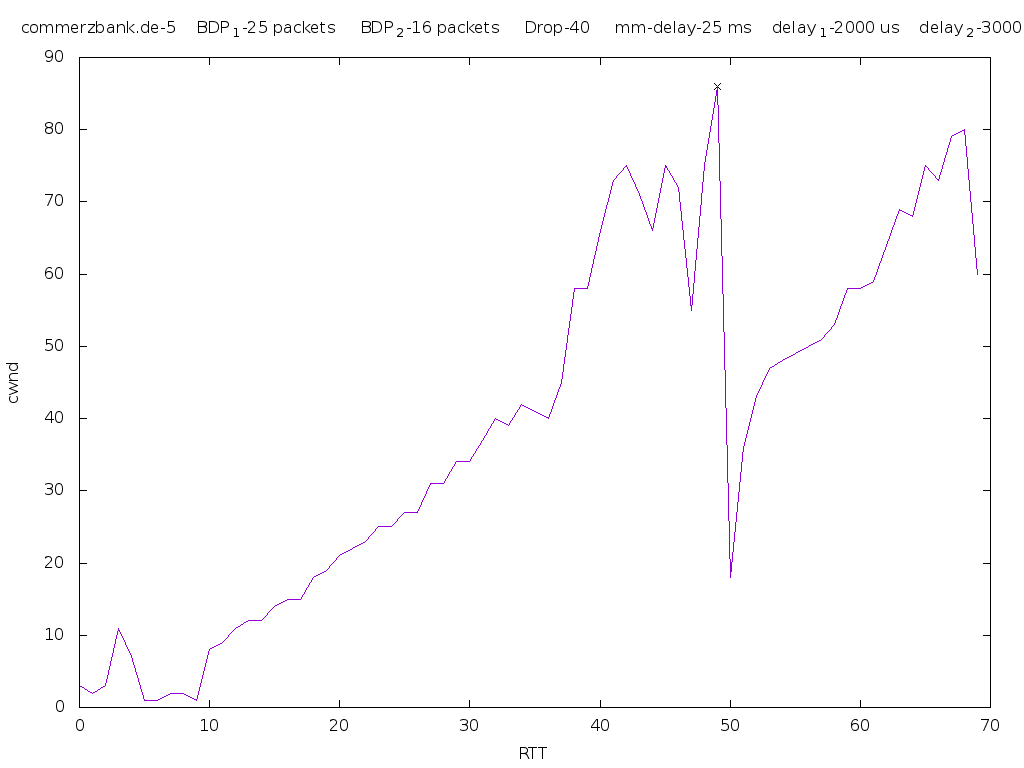 commerzbank.de-5 BDP1-25 packets BDP2-16 packets Drop-40 mm-delay-25 ms delay1-2000 us delay2-3000
90
80
70
60
50
40
30
20
10
0
cwnd
0 10 20 30 40 50 60 70
RTT